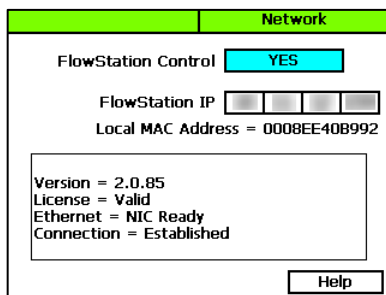 Network
FlowStation Control YES
FlowStation IP
Local MAC Address = 0008EE40B992
Version = 2.0.85
License = Valid
Ethernet = NIC Ready
Connection = Established
Help